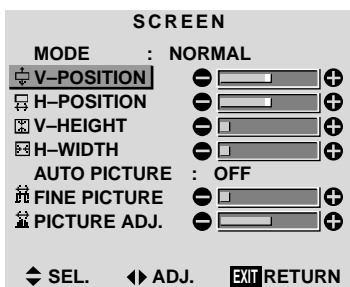 SCREEN
MODE : NORMAL
V–POSITION
H–POSITION
V–HEIGHT
H–WIDTH
AUTO PICTURE : OFF
FINE PICTURE
PICTURE ADJ.
SEL. ADJ. EXIT RETURN